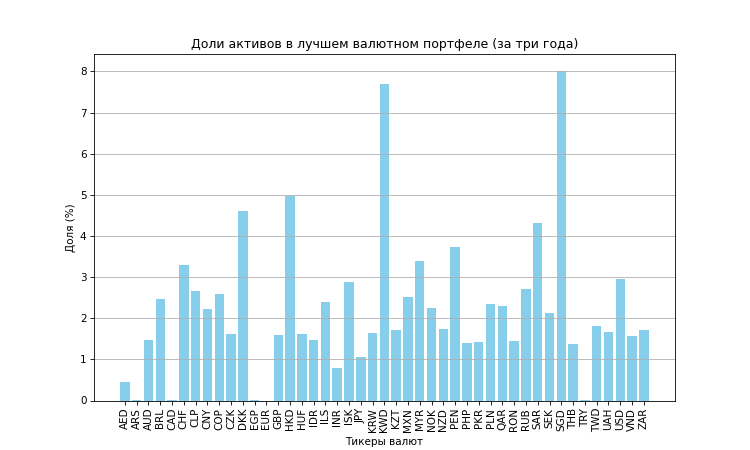 Доли активов в лучшем валютном портфеле (за три года)
Доля (%)
8
7
6
5
4
3
2
1
0
AED
ARS
AUD
BRL
CAD
CHF
CLP
CNY
COP
CZK
DKK
EGP
EUR
GBP
HKD
HUF
IDR
ILS
INR
ISK
JPY
KRW
KWD
KZT
MXN
MYR
NOK
NZD
PEN
PHP
PKR
PLN
QAR
RON
RUB
SAR
SEK
SGD
THB
TRY
TWD
UAH
USD
VND
ZAR
Тикеры валют